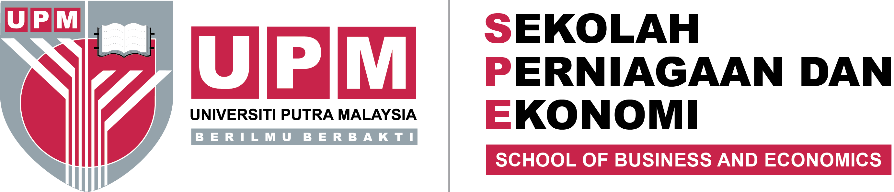 UPM
UPM
UNIVERSITI PUTRA MALAYSIA
BERILMU BERBAKTI
SEKOLAH
PERNIAGAAN DAN
EKONOMI
SCHOOL OF BUSINESS AND ECONOMICS